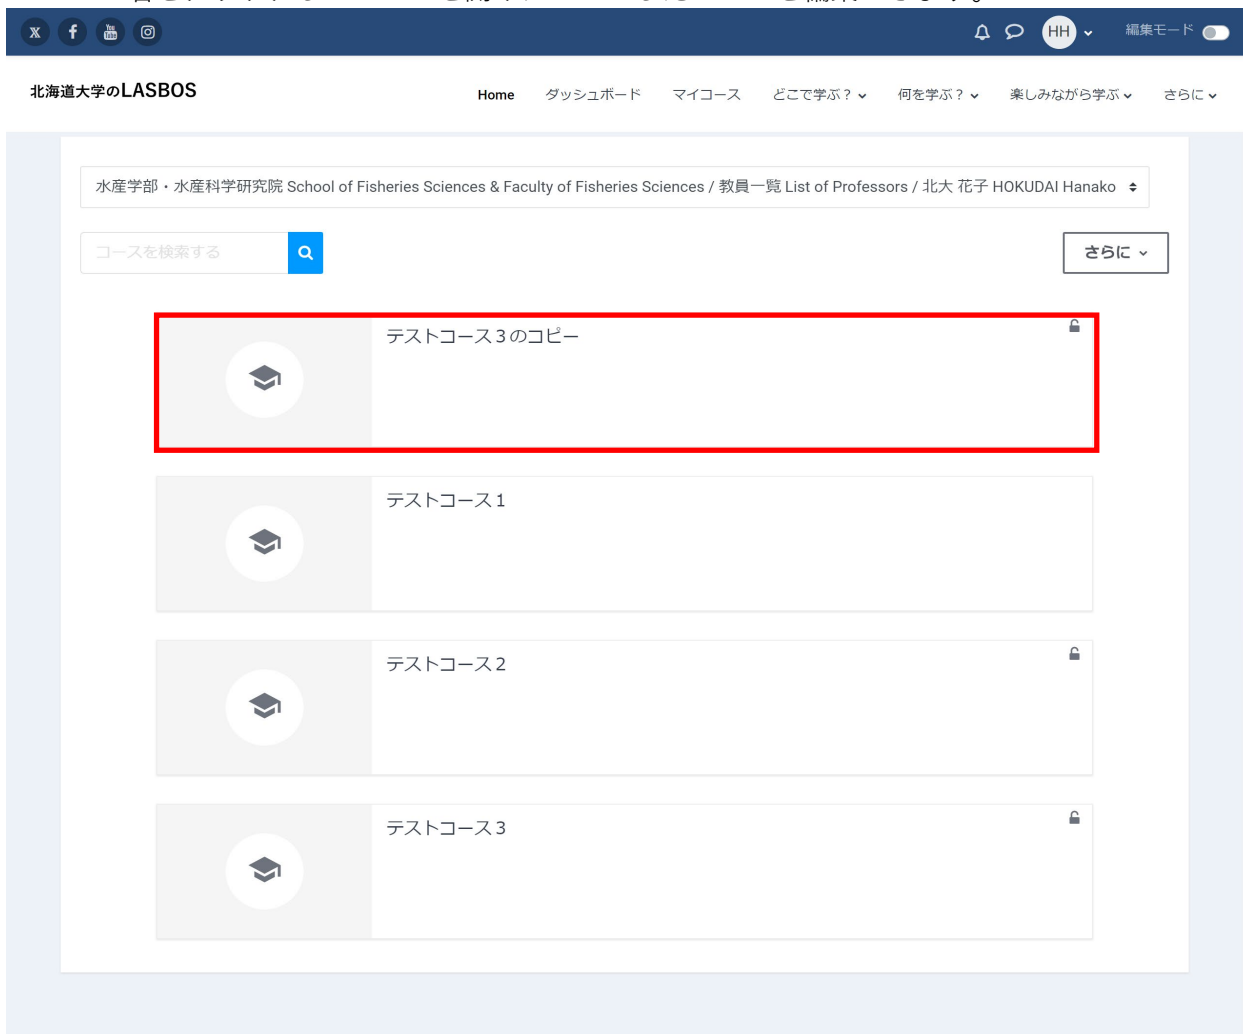 HH 編集モード
北海道大学のLASBOS Home ダッシュボード マイコース どこで学ぶ？ 何を学ぶ？ 楽しみながら学ぶ さらに
水産学部・水産科学研究院 School of Fisheries Sciences & Faculty of Fisheries Sciences / 教員一覧 List of Professors / 北大 花子 HOKUDAI Hanako
コースを検索する さらに
テストコース３のコピー
テストコース１
テストコース２
テストコース３